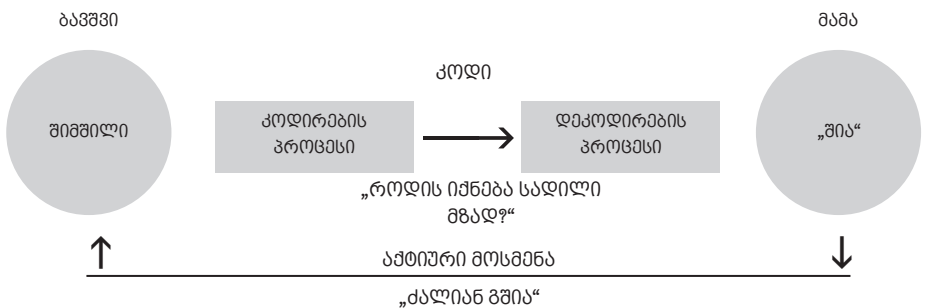 ბავშვი
მამა
კოდი
შიმშილი
კოდირების
პროცესი
დეკოდირების
პროცესი
„შია“
„როდის იქნება სადილი
მზად?“
აქტიური მოსმენა
„ძალიან გშია“